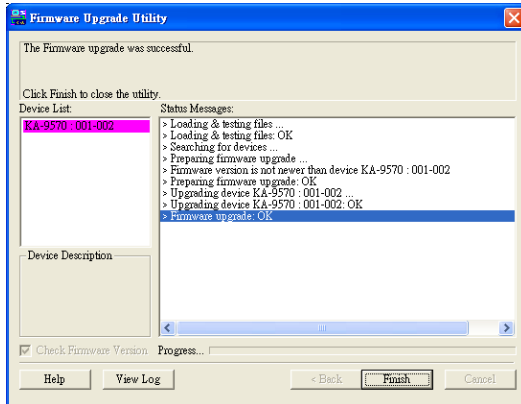 Firmware Upgrade Utility
The Firmware upgrade was successful.
Click Finish to close the utility.
Device List:
KA-9570 : 001-002
Status Messages:
> Loading & testing files ...
> Loading & testing files: OK
> Searching for devices ...
> Preparing firmware upgrade ...
> Firmware version is not newer than device KA-9570 : 001-002
> Preparing firmware upgrade: OK
> Upgrading device KA-9570 : 001-002 ...
> Upgrading device KA-9570 : 001-002: OK
> Firmware upgrade: OK
Device Description
Check Firmware Version Progress...
Help View Log < Back Finish Cancel